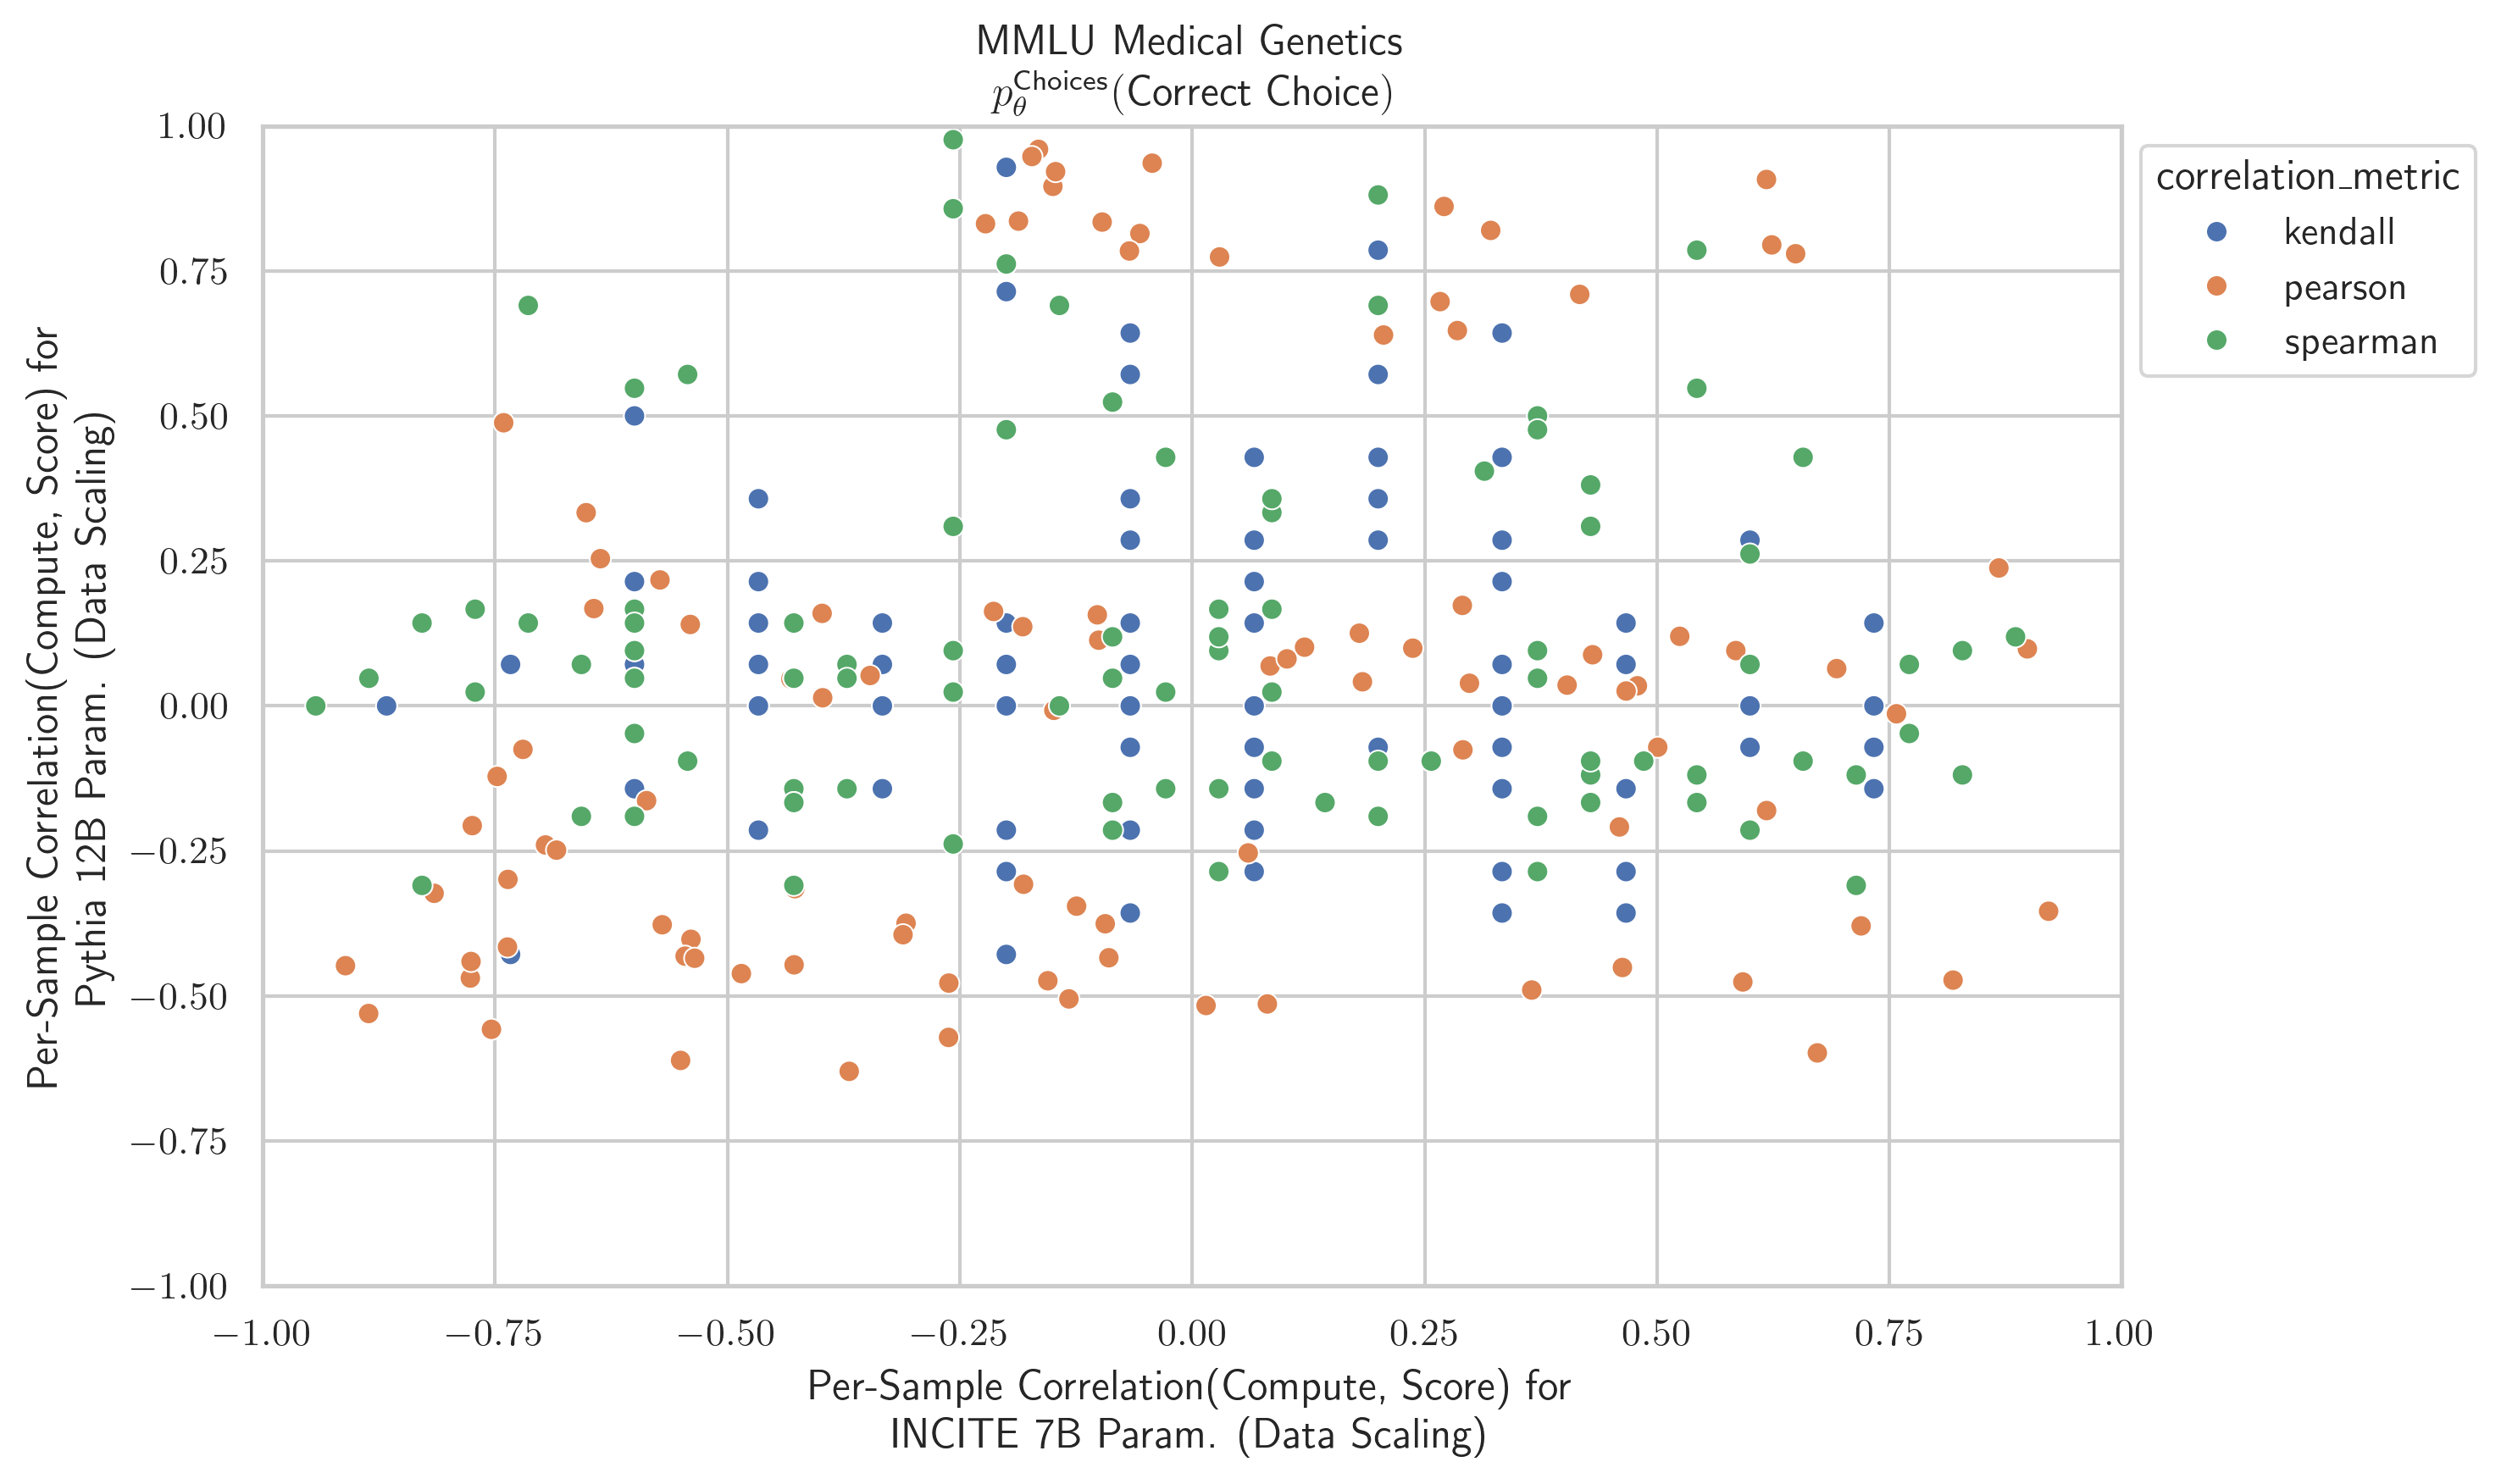 MMLU Medical Genetics
p_θ^Choices(Correct Choice)
1.00
0.75
0.50
0.25
0.00
−0.25
−0.50
−0.75
−1.00
Per-Sample Correlation(Compute, Score) for
Pythia 12B Param. (Data Scaling)
correlation_metric
kendall
pearson
spearman
−1.00
−0.75
−0.50
−0.25
0.00
0.25
0.50
0.75
1.00
Per-Sample Correlation(Compute, Score) for
INCITE 7B Param. (Data Scaling)